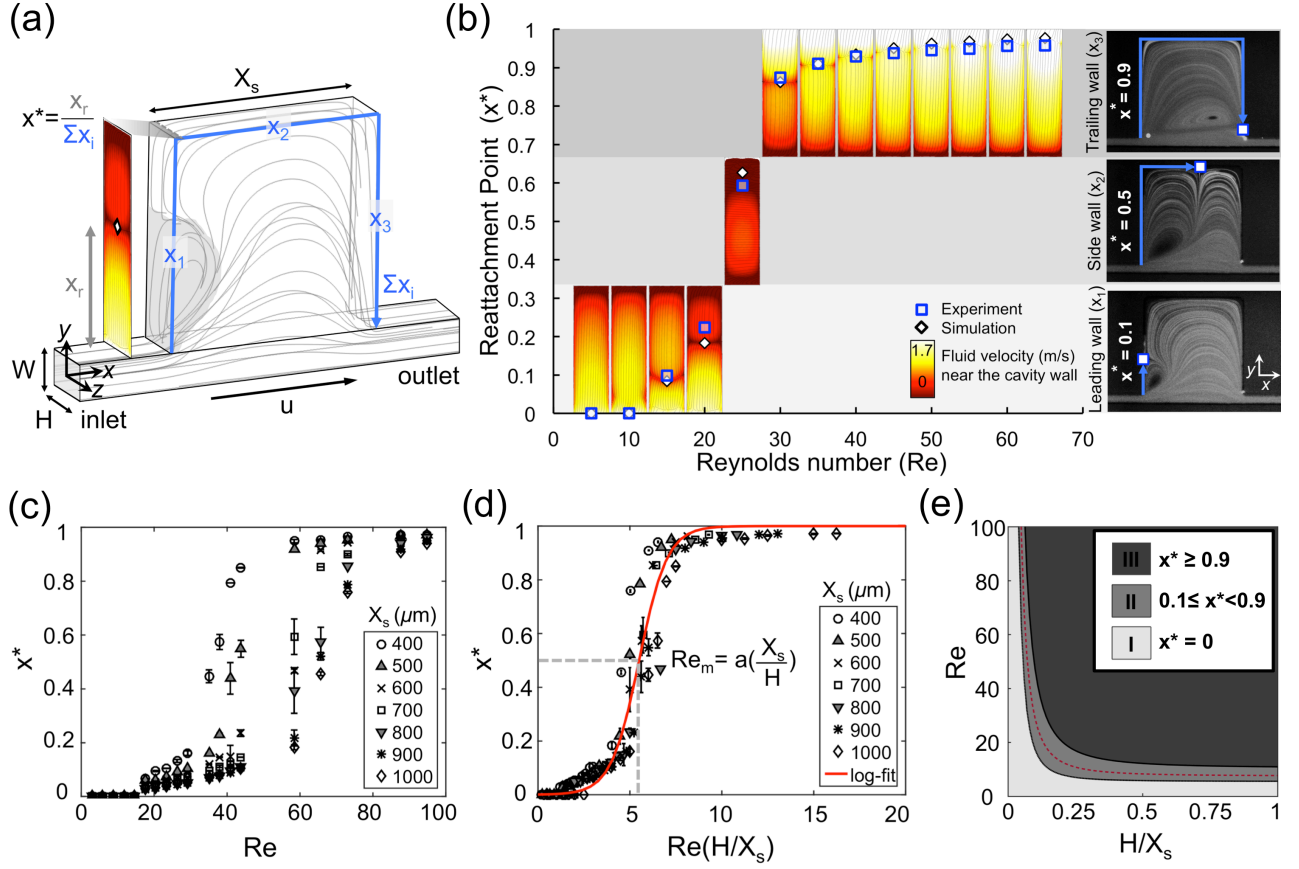 (a)
X_s
x*=x_r/Σx_i
x_2
x_1
x_3
x_r
Σx_i
y
x
z
W
H
inlet
u
outlet
(b)
Reattachment Point (x*)
1
0.9
0.8
0.7
0.6
0.5
0.4
0.3
0.2
0.1
0
0 10 20 30 40 50 60 70
Reynolds number (Re)
Experiment
Simulation
1.7
0
Fluid velocity (m/s)
near the cavity wall
Trailing wall (x_3)
x* = 0.9
Side wall (x_2)
x* = 0.5
Leading wall (x_1)
x* = 0.1
y
x
(c)
x*
1
0.8
0.6
0.4
0.2
0
0 20 40 60 80 100
Re
X_s (µm)
400
500
600
700
800
900
1000
(d)
x*
1
0.8
0.6
0.4
0.2
0
0 5 10 15 20
Re(H/X_s)
Re_m= a(X_s/H)
X_s (µm)
400
500
600
700
800
900
1000
log-fit
(e)
Re
100
80
60
40
20
0
0 0.25 0.5 0.75 1
H/X_s
III x* ≥ 0.9
II 0.1≤ x*<0.9
I x* = 0